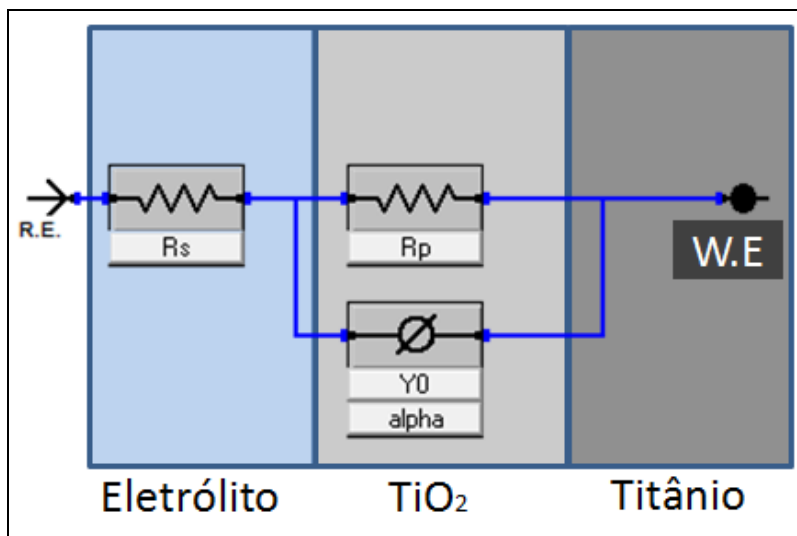 R.E.
Rs
Rp
W.E
Y0
alpha
Eletrólito
TiO₂
Titânio